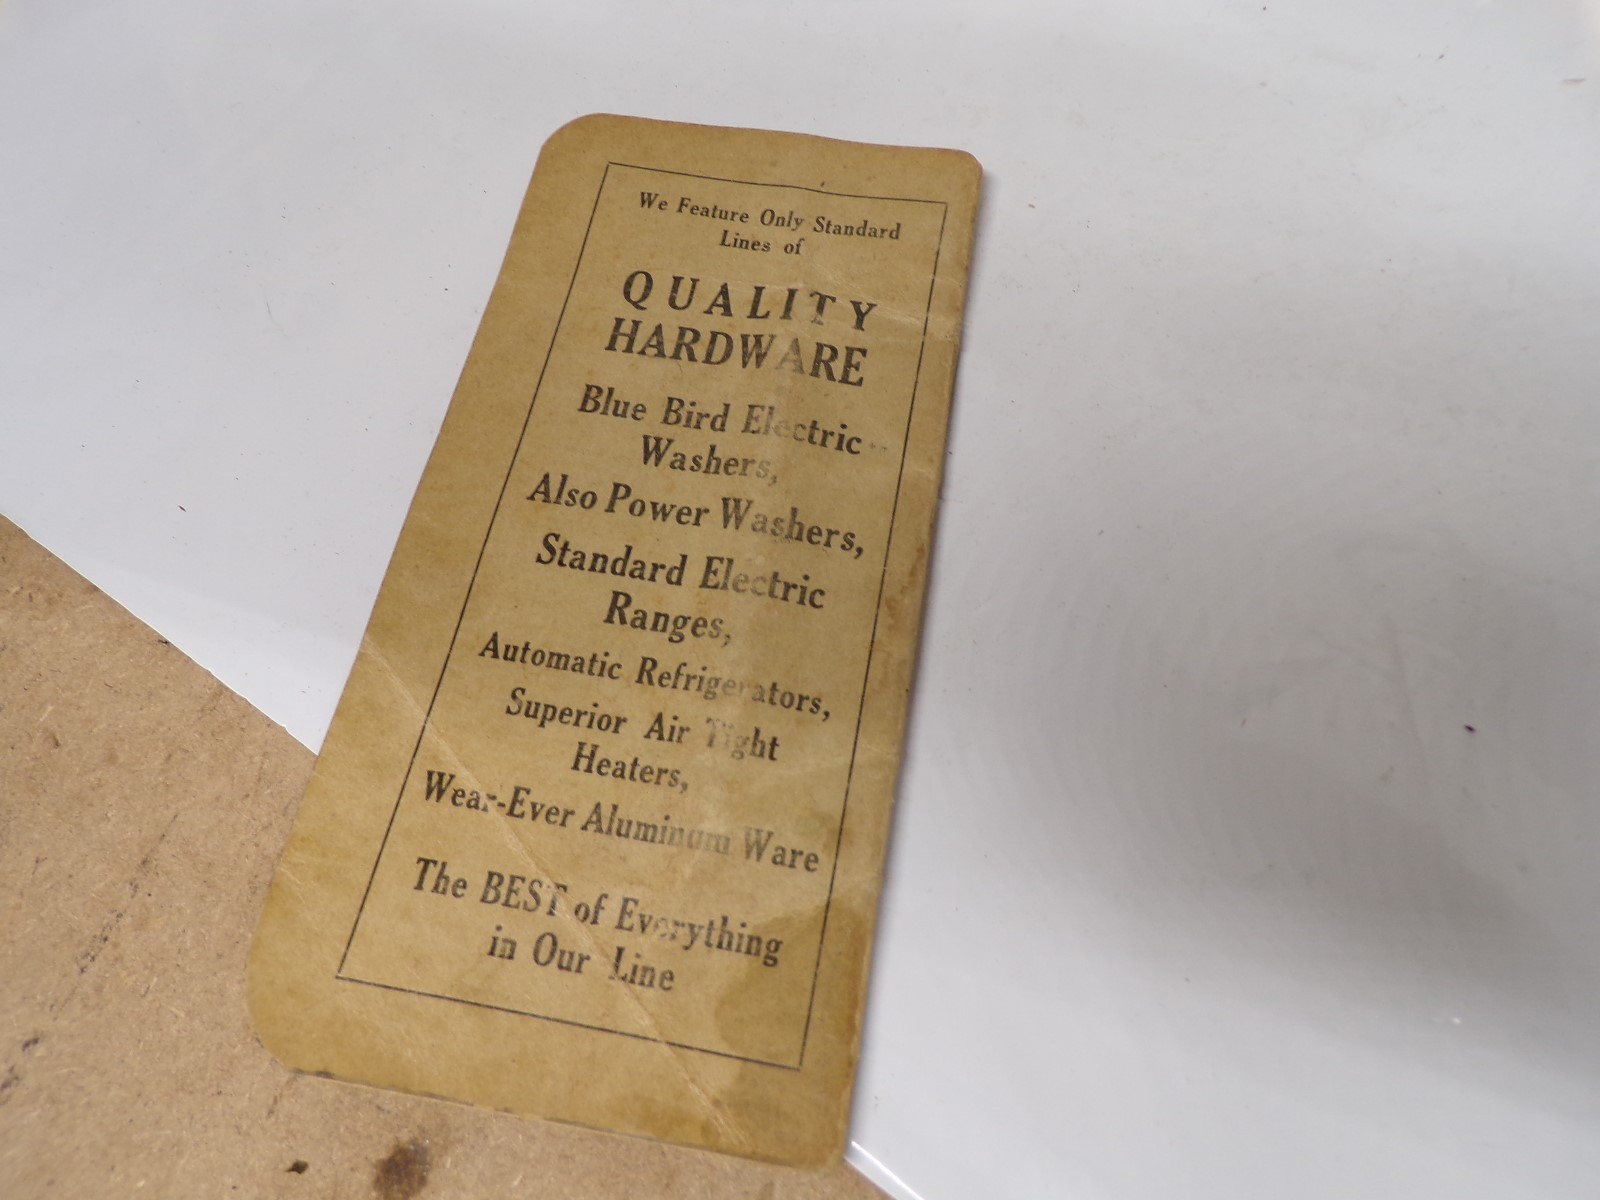 We Feature Only Standard
Lines of
QUALITY
HARDWARE
Blue Bird Electric
Washers,
Also Power Washers,
Standard Electric
Ranges,
Automatic Refrigerators,
Superior Air Tight
Heaters,
Wear-Ever Aluminum Ware
The BEST of Everything
in Our Line